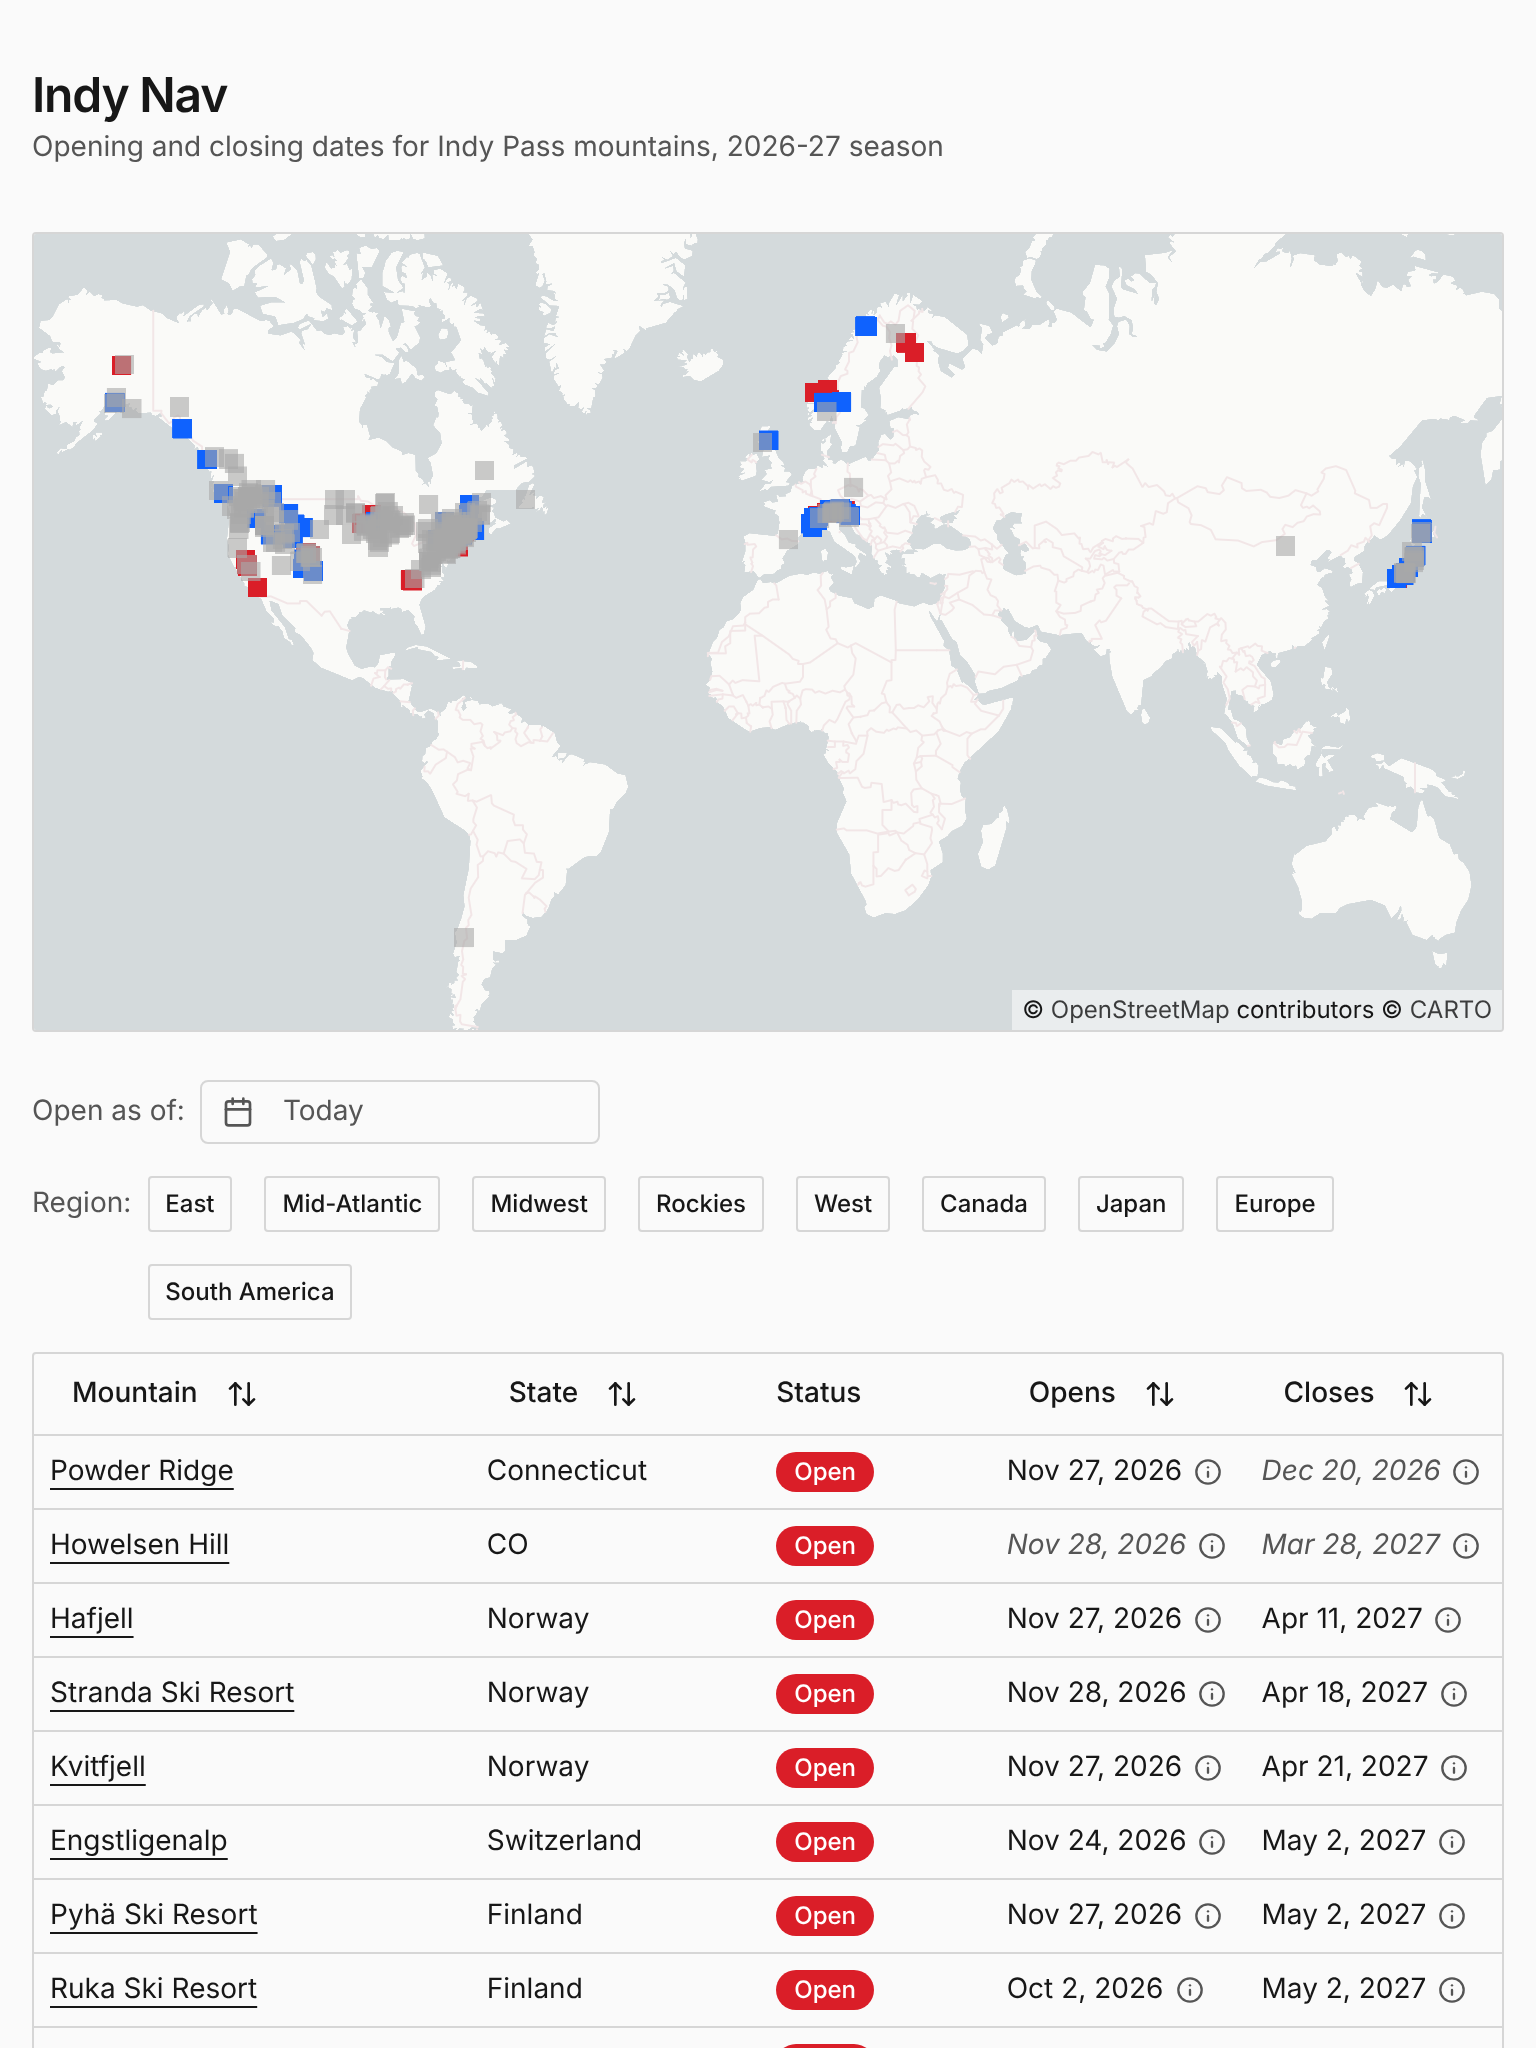 Indy Nav
Opening and closing dates for Indy Pass mountains, 2026-27 season
© OpenStreetMap contributors © CARTO
Open as of: Today
Region: East Mid-Atlantic Midwest Rockies West Canada Japan Europe
South America
Mountain State Status Opens Closes
Powder Ridge Connecticut Open Nov 27, 2026 Dec 20, 2026
Howelsen Hill CO Open Nov 28, 2026 Mar 28, 2027
Hafjell Norway Open Nov 27, 2026 Apr 11, 2027
Stranda Ski Resort Norway Open Nov 28, 2026 Apr 18, 2027
Kvitfjell Norway Open Nov 27, 2026 Apr 21, 2027
Engstligenalp Switzerland Open Nov 24, 2026 May 2, 2027
Pyhä Ski Resort Finland Open Nov 27, 2026 May 2, 2027
Ruka Ski Resort Finland Open Oct 2, 2026 May 2, 2027